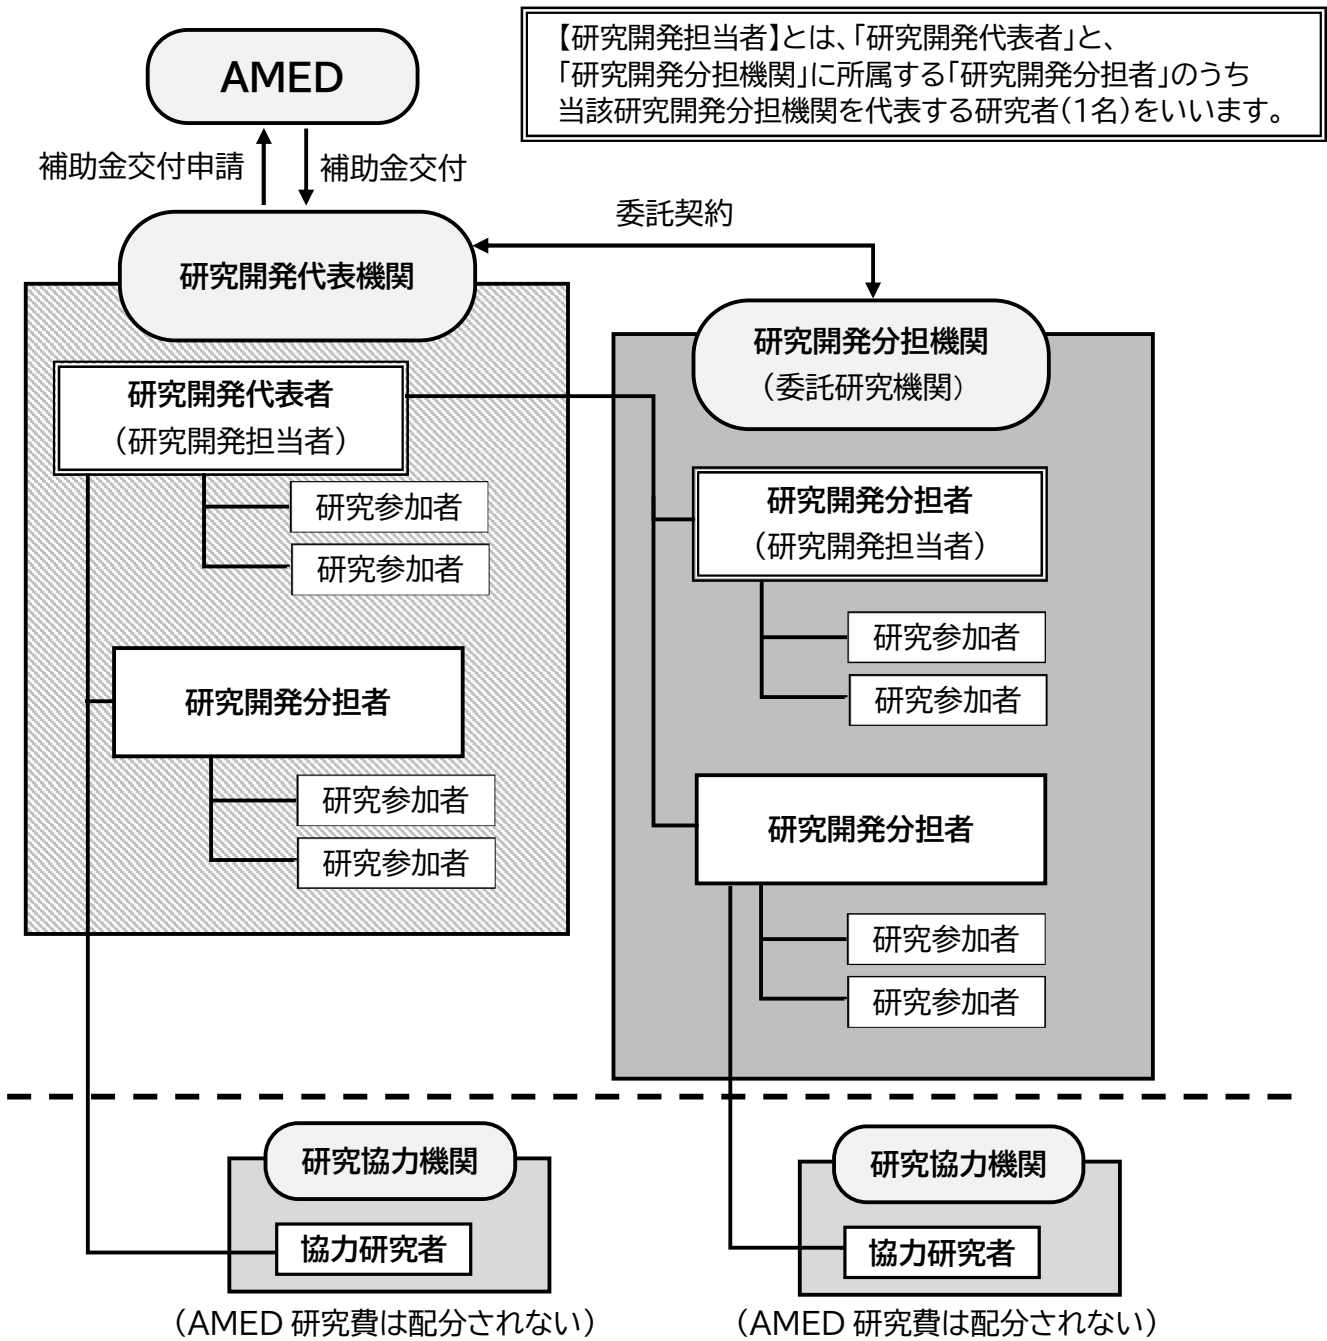 【研究開発担当者】とは、「研究開発代表者」と、
「研究開発分担機関」に所属する「研究開発分担者」のうち
当該研究開発分担機関を代表する研究者(1名)をいいます。
AMED
補助金交付申請
補助金交付
委託契約
研究開発代表機関
研究開発代表者
(研究開発担当者)
研究参加者
研究参加者
研究開発分担者
研究参加者
研究参加者
研究開発分担機関
(委託研究機関)
研究開発分担者
(研究開発担当者)
研究参加者
研究参加者
研究開発分担者
研究参加者
研究参加者
研究協力機関
協力研究者
(AMED 研究費は配分されない)
研究協力機関
協力研究者
(AMED 研究費は配分されない)